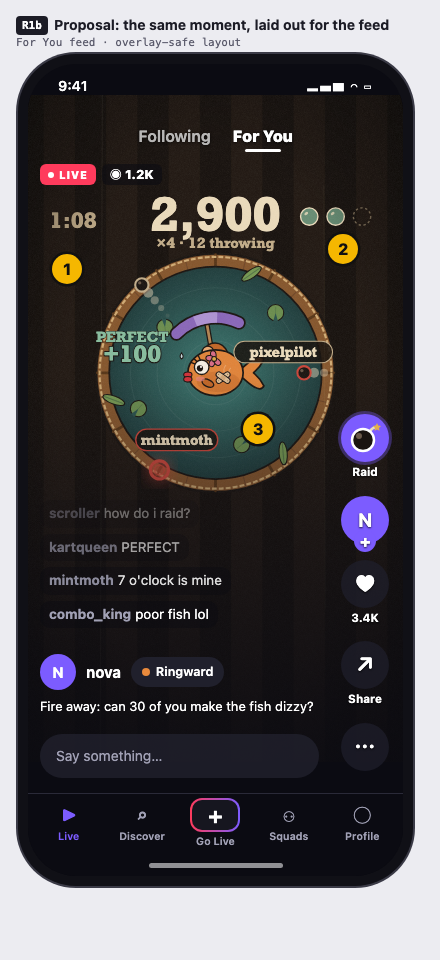 R1b Proposal: the same moment, laid out for the feed
For You feed · overlay-safe layout
9:41
Following For You
LIVE 1.2K
1:08 2,900
×4 · 12 throwing
1 2
PERFECT
+100
pixelpilot
mintmoth
3
Raid
N
scroller how do i raid?
kartqueen PERFECT
mintmoth 7 o'clock is mine
combo_king poor fish lol
3.4K
N nova Ringward
Share
Fire away: can 30 of you make the fish dizzy?
Say something...
Live Discover Go Live Squads Profile